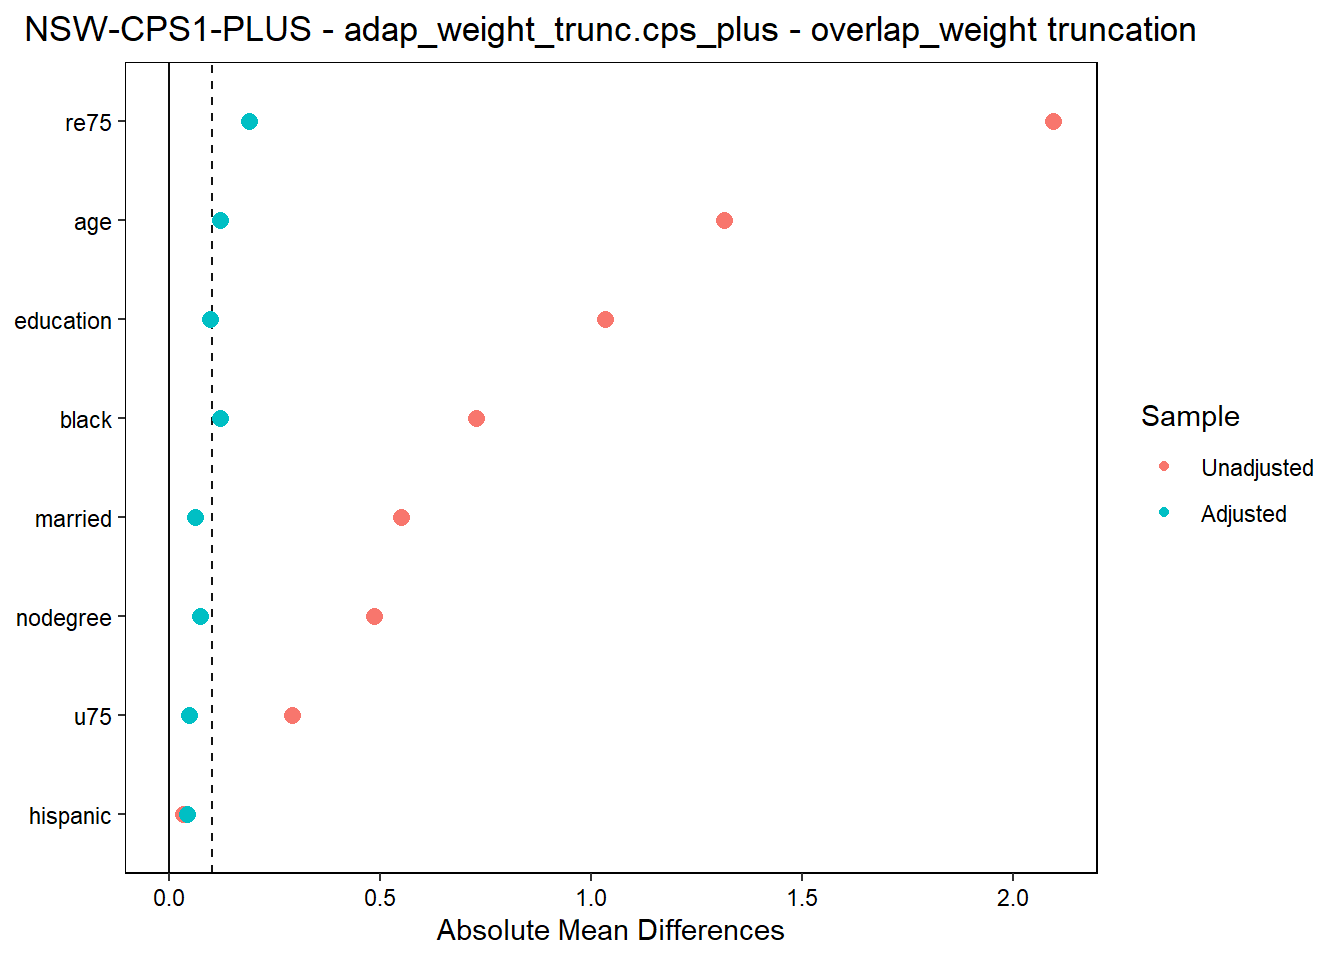 NSW-CPS1-PLUS - adap_weight_trunc.cps_plus - overlap_weight truncation
re75
age
education
black
married
nodegree
u75
hispanic
0.0 0.5 1.0 1.5 2.0
Absolute Mean Differences
Sample
Unadjusted
Adjusted